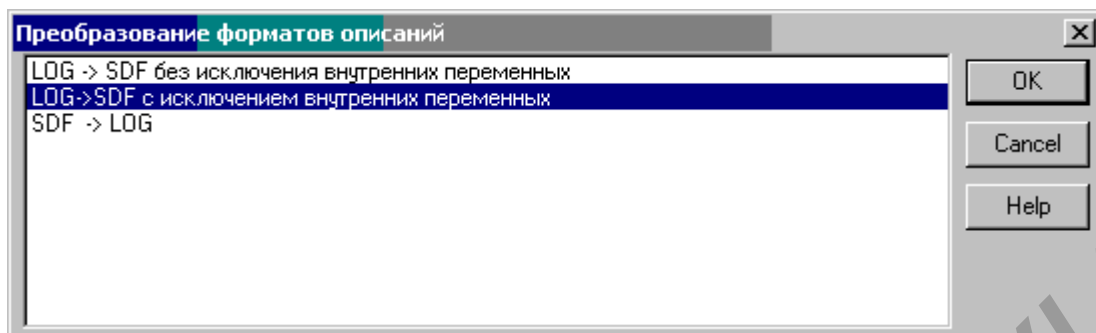 Преобразование форматов описаний
LOG -> SDF без исключения внутренних переменных
LOG->SDF с исключением внутренних переменных
SDF -> LOG
OK
Cancel
Help